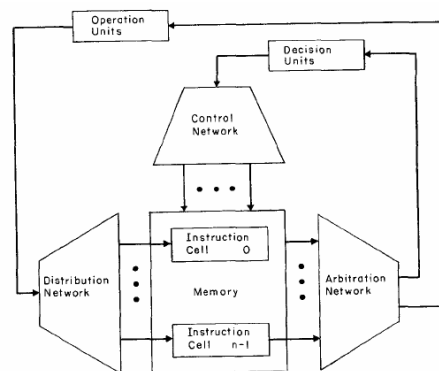 Operation
Units
Decision
Units
Control
Network
Instruction
Cell 0
Distribution
Network
Memory
Arbitration
Network
Instruction
Cell n-1